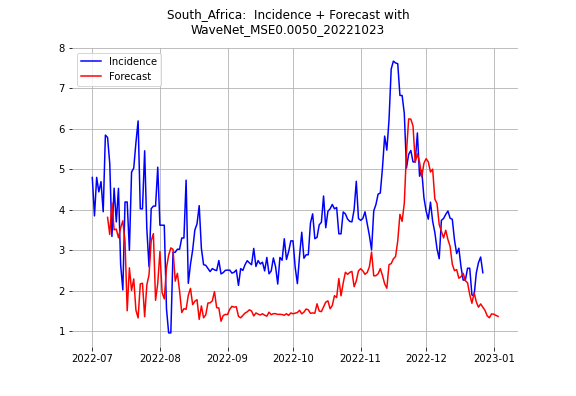 South_Africa:  Incidence + Forecast with
WaveNet_MSE0.0050_20221023
8
Incidence
Forecast
7
6
5
4
3
2
1
2022-07 2022-08 2022-09 2022-10 2022-11 2022-12 2023-01